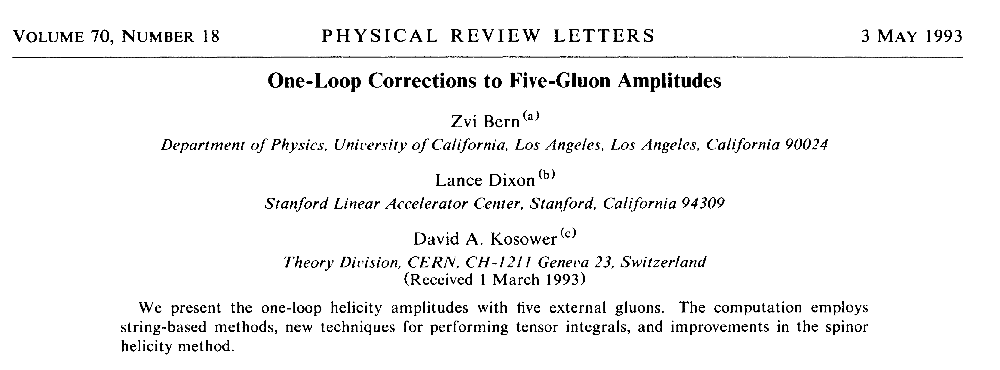 VOLUME 70, NUMBER 18 PHYSICAL REVIEW LETTERS 3 MAY 1993
One-Loop Corrections to Five-Gluon Amplitudes
Zvi Bern (a)
Department of Physics, University of California, Los Angeles, Los Angeles, California 90024
Lance Dixon (b)
Stanford Linear Accelerator Center, Stanford, California 94309
David A. Kosower (c)
Theory Division, CERN, CH-1211 Geneva 23, Switzerland
(Received 1 March 1993)
We present the one-loop helicity amplitudes with five external gluons. The computation employs
string-based methods, new techniques for performing tensor integrals, and improvements in the spinor
helicity method.